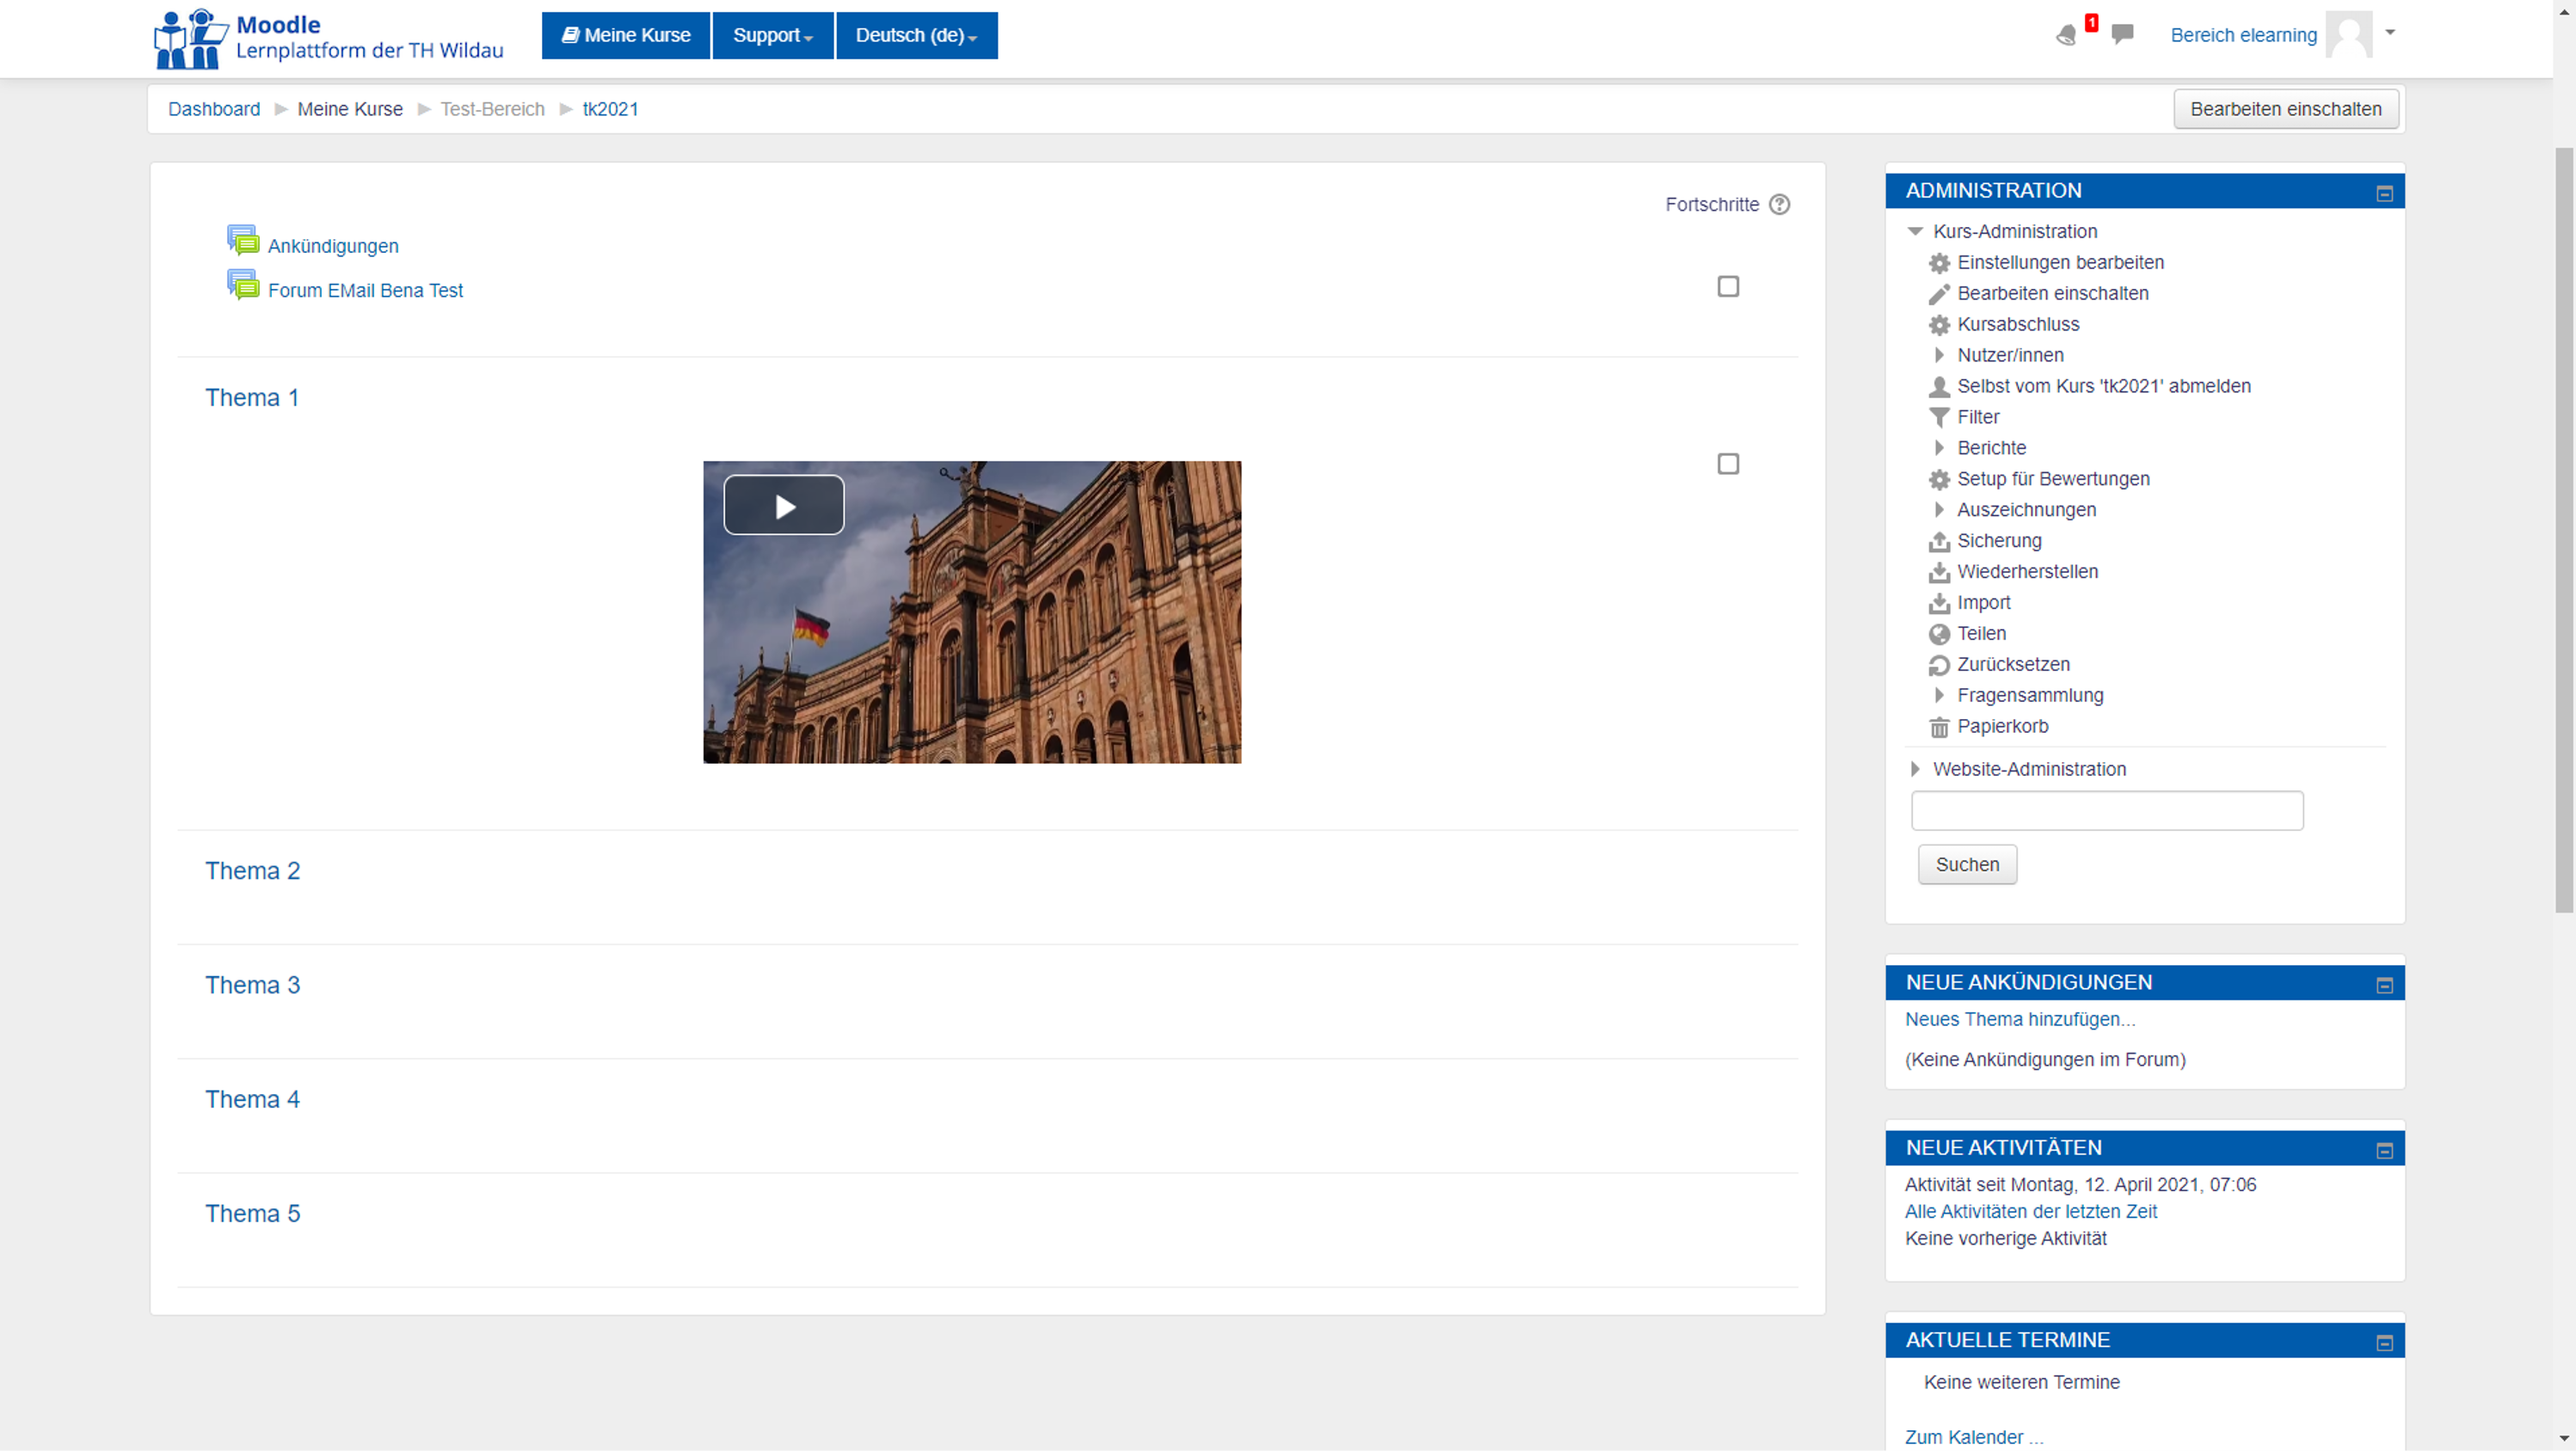 Moodle
Lernplattform der TH Wildau
Meine Kurse
Support
Deutsch (de)
1
Bereich elearning
Dashboard
Meine Kurse
Test-Bereich
tk2021
Bearbeiten einschalten
Fortschritte
Ankündigungen
Forum EMail Bena Test
Thema 1
Thema 2
Thema 3
Thema 4
Thema 5
ADMINISTRATION
Kurs-Administration
Einstellungen bearbeiten
Bearbeiten einschalten
Kursabschluss
Nutzer/innen
Selbst vom Kurs 'tk2021' abmelden
Filter
Berichte
Setup für Bewertungen
Auszeichnungen
Sicherung
Wiederherstellen
Import
Teilen
Zurücksetzen
Fragensammlung
Papierkorb
Website-Administration
Suchen
NEUE ANKÜNDIGUNGEN
Neues Thema hinzufügen...
(Keine Ankündigungen im Forum)
NEUE AKTIVITÄTEN
Aktivität seit Montag, 12. April 2021, 07:06
Alle Aktivitäten der letzten Zeit
Keine vorherige Aktivität
AKTUELLE TERMINE
Keine weiteren Termine
Zum Kalender ...